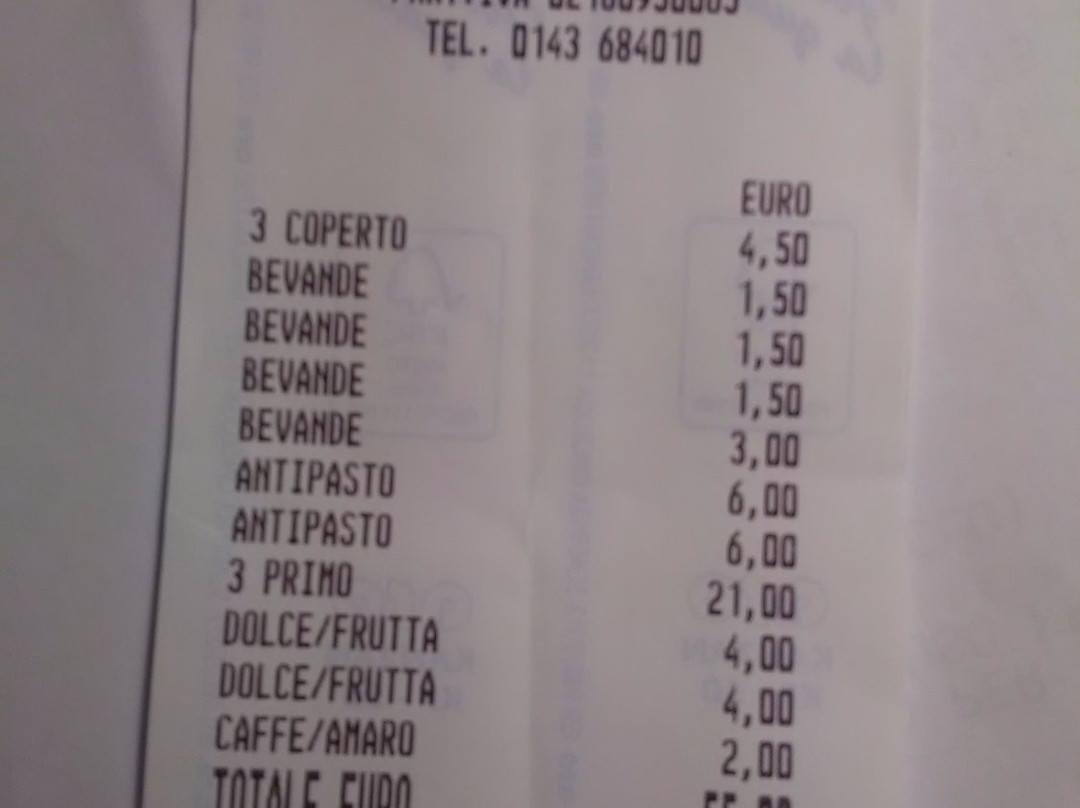 TEL. 0143 684010
EURO
3 COPERTO 4,50
BEVANDE 1,50
BEVANDE 1,50
BEVANDE 1,50
BEVANDE 3,00
ANTIPASTO 6,00
ANTIPASTO 6,00
3 PRIMO 21,00
DOLCE/FRUTTA 4,00
DOLCE/FRUTTA 4,00
CAFFE/AMARO 2,00
TOTALE EURO